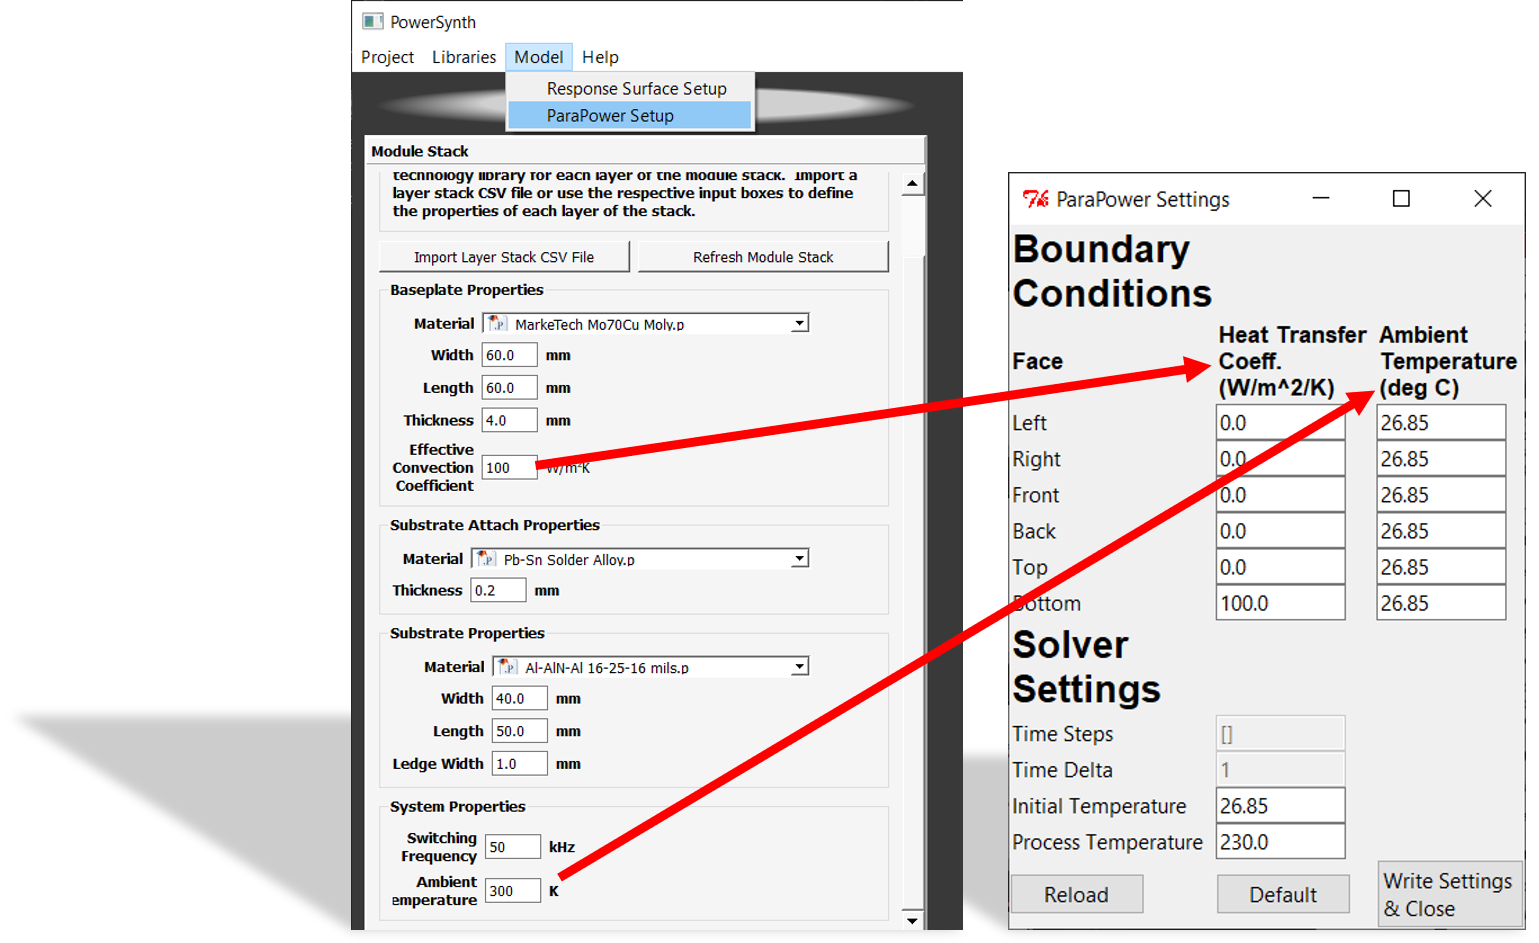 PowerSynth
Project Libraries Model Help
Response Surface Setup
ParaPower Setup
Module Stack
technology library for each layer of the module stack. Import a
layer stack CSV file or use the respective input boxes to define
the properties of each layer of the stack.
Import Layer Stack CSV File Refresh Module Stack
Baseplate Properties
Material MarkeTech Mo70Cu Moly.p
Width 60.0 mm
Length 60.0 mm
Thickness 4.0 mm
Effective
Convection
Coefficient 100 W/m²K
Substrate Attach Properties
Material Pb-Sn Solder Alloy.p
Thickness 0.2 mm
Substrate Properties
Material Al-AlN-Al 16-25-16 mils.p
Width 40.0 mm
Length 50.0 mm
Ledge Width 1.0 mm
System Properties
Switching
Frequency 50 kHz
Ambient
emperature 300 K
ParaPower Settings
Boundary
Conditions
Face
Heat Transfer
Coeff.
(W/m^2/K)
Ambient
Temperature
(deg C)
Left 0.0 26.85
Right 0.0 26.85
Front 0.0 26.85
Back 0.0 26.85
Top 0.0 26.85
Bottom 100.0 26.85
Solver
Settings
Time Steps []
Time Delta 1
Initial Temperature 26.85
Process Temperature 230.0
Reload Default Write Settings
& Close